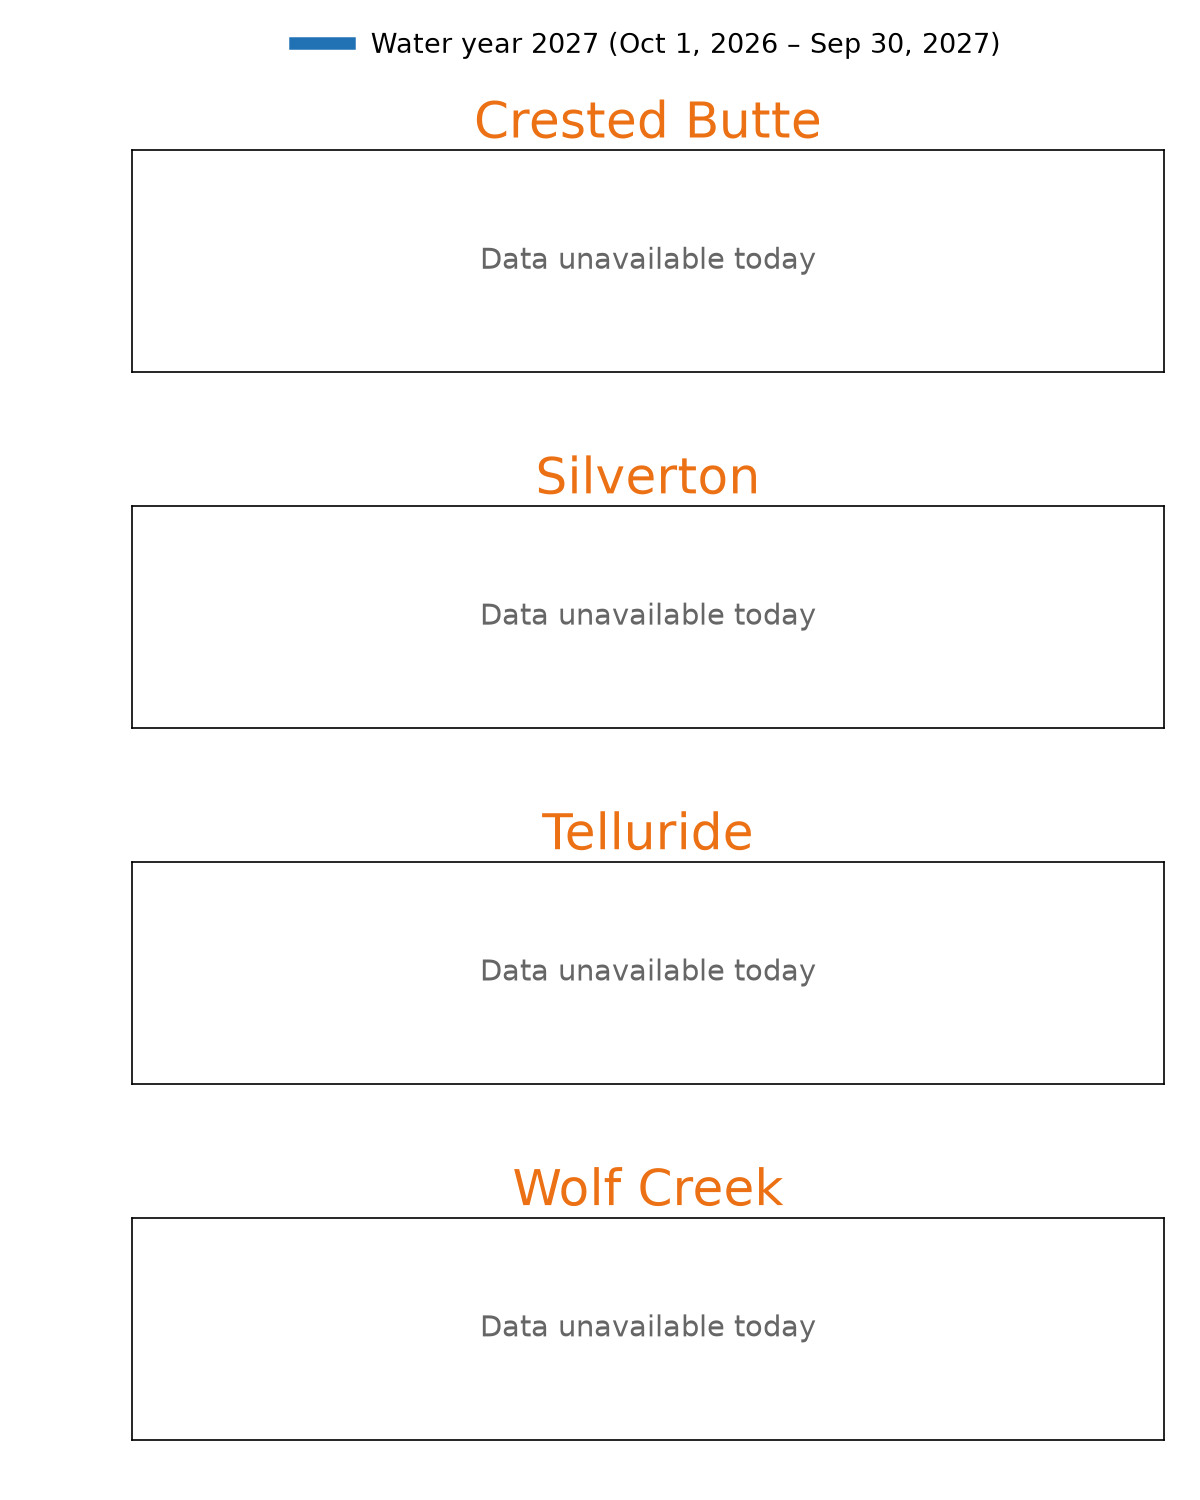 Water year 2027 (Oct 1, 2026 – Sep 30, 2027)
Crested Butte
Data unavailable today
Silverton
Data unavailable today
Telluride
Data unavailable today
Wolf Creek
Data unavailable today